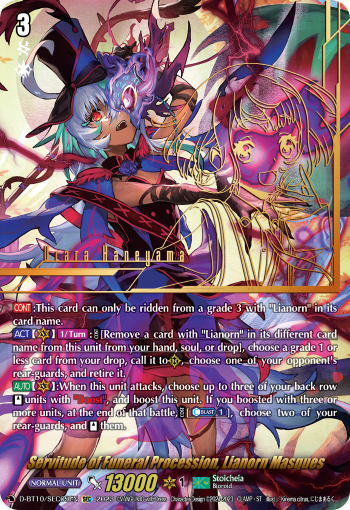 3
Utara Haneyama
CONT:This card can only be ridden from a grade 3 with "Lianorn" in its
card name.
ACT 1/Turn :[Remove a card with "Lianorn" in its different card
name from this unit from your hand, soul, or drop], choose a grade 1 or
less card from your drop, call it to , choose one of your opponent's
rear-guards, and retire it.
AUTO :When this unit attacks, choose up to three of your back row
units with "Boost", and boost this unit. If you boosted with three or
more units, at the end of that battle, [ BLAST 1 ], choose two of your
rear-guards, and them.
Servitude of Funeral Procession, Lianorn Masques
NORMAL UNIT 13000 1 Stoicheia
Bioroid
D-BT10/SEC